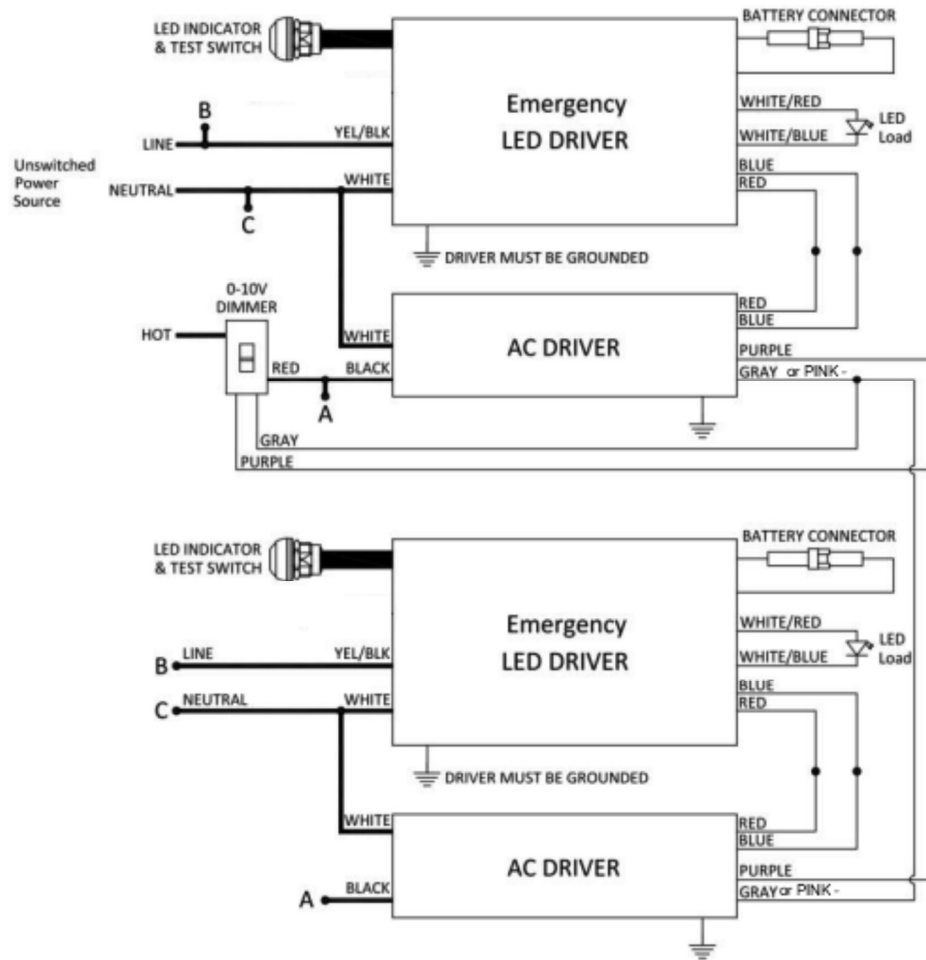 LED INDICATOR
& TEST SWITCH
BATTERY CONNECTOR
Emergency
LED DRIVER
WHITE/RED
LED
Load
WHITE/BLUE
B
LINE
YEL/BLK
Unswitched
Power
Source
NEUTRAL
WHITE
BLUE
RED
C
DRIVER MUST BE GROUNDED
0-10V
DIMMER
HOT
WHITE
AC DRIVER
RED
BLUE
RED
BLACK
PURPLE
GRAY or PINK -
A
GRAY
PURPLE
LED INDICATOR
& TEST SWITCH
BATTERY CONNECTOR
Emergency
LED DRIVER
WHITE/RED
LED
Load
WHITE/BLUE
B
LINE
YEL/BLK
C
NEUTRAL
WHITE
BLUE
RED
DRIVER MUST BE GROUNDED
WHITE
AC DRIVER
RED
BLUE
A
BLACK
PURPLE
GRAY or PINK -